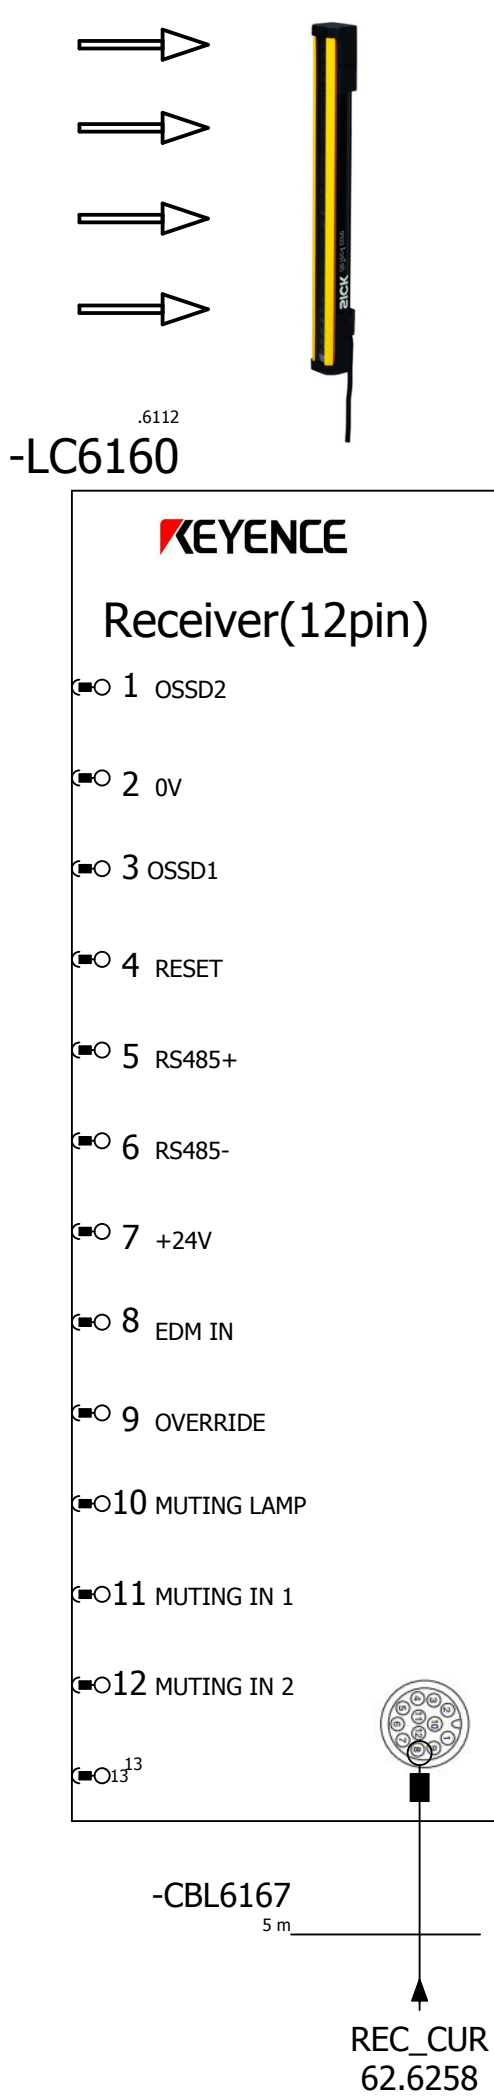 SICK
.6112
-LC6160
KEYENCE
Receiver(12pin)
1 OSSD2
2 0V
3 OSSD1
4 RESET
5 RS485+
6 RS485-
7 +24V
8 EDM IN
9 OVERRIDE
10 MUTING LAMP
11 MUTING IN 1
12 MUTING IN 2
13 13
-CBL6167
5 m
REC_CUR
62.6258